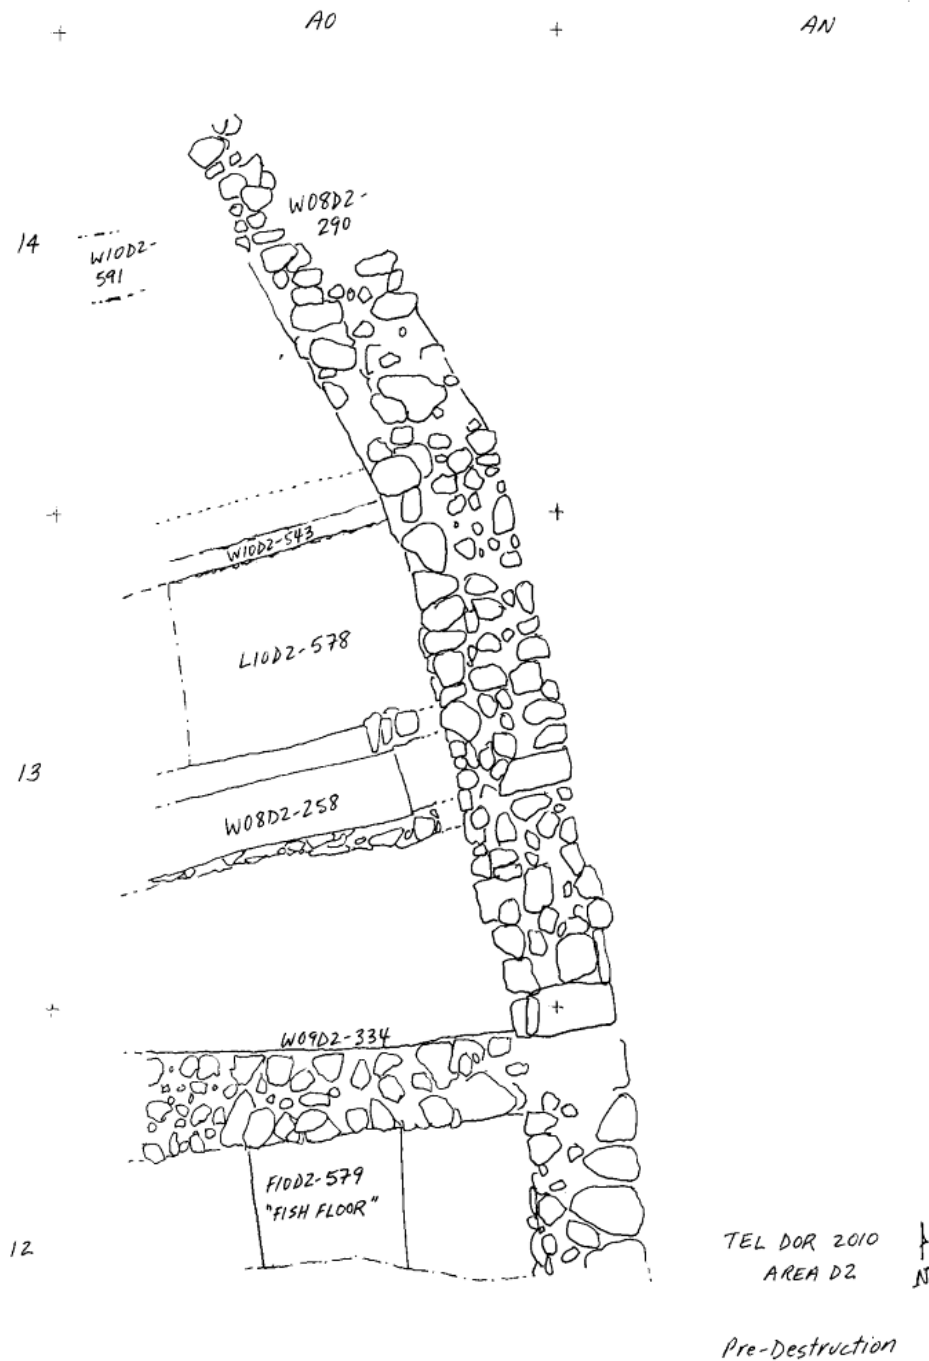 AO
AN
W08D2-
290
14
W10D2-
591
W10D2-543
L10D2-578
13
W08D2-258
W09D2-334
F10D2-579
"FISH FLOOR"
12
TEL DOR 2010
AREA D2
N
Pre-Destruction